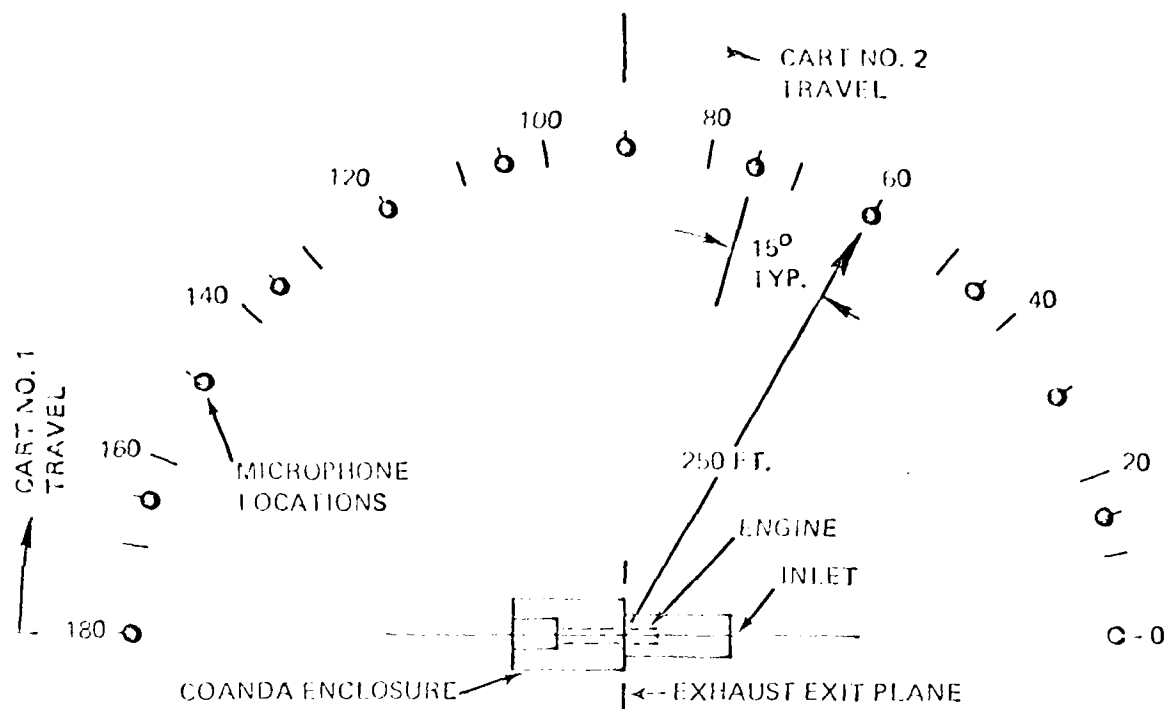 CART NO. 2
TRAVEL
100
80
120
60
15°
TYP.
140
40
CART NO. 1
TRAVEL
160
MICROPHONE
LOCATIONS
250 FT.
20
ENGINE
INLET
180
0
COANDA ENCLOSURE
EXHAUST EXIT PLANE